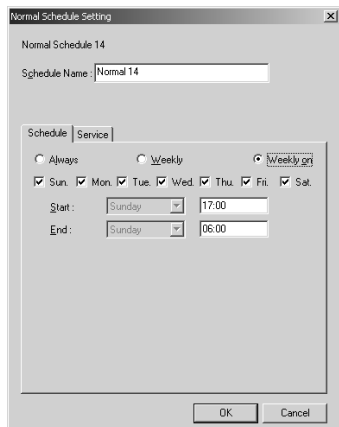 Normal Schedule Setting
Normal Schedule 14
Schedule Name : Normal 14
Schedule Service
Always Weekly Weekly on
Sun. Mon. Tue. Wed. Thu. Fri. Sat.
Start : Sunday 17:00
End : Sunday 06:00
OK Cancel